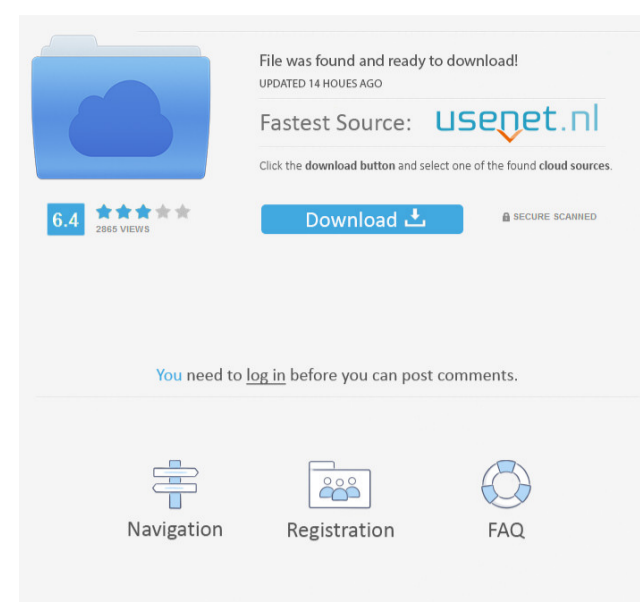 File was found and ready to download!
UPDATED 14 HOUES AGO
Fastest Source: usenet.nl
Click the download button and select one of the found cloud sources.
6.4
2865 VIEWS
Download
SECURE SCANNED
You need to log in before you can post comments.
Navigation
Registration
FAQ